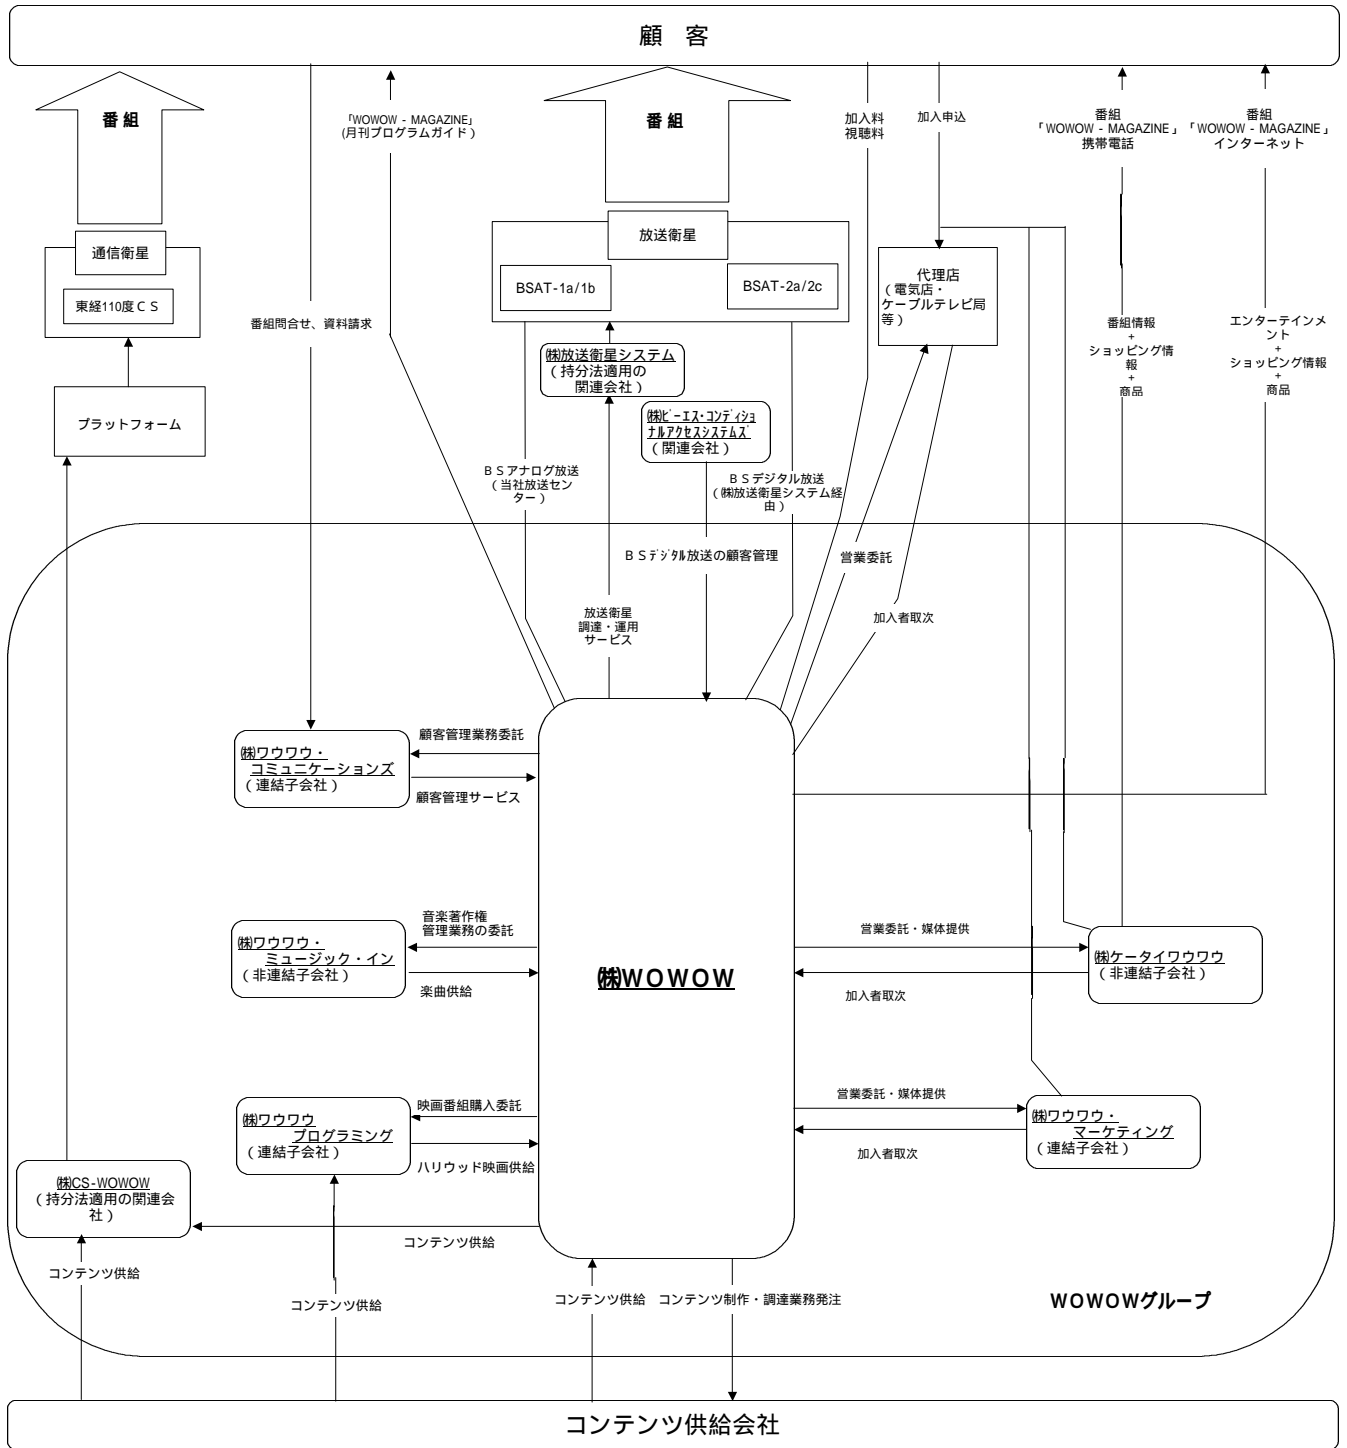 顧　客
番組
番組
「WOWOW - MAGAZINE」
(月刊プログラムガイド）
加入料
視聴料
加入申込
番組
「WOWOW - MAGAZINE」
携帯電話
番組
「WOWOW - MAGAZINE」
インターネット
通信衛星
東経110度ＣＳ
放送衛星
BSAT-1a/1b
BSAT-2a/2c
代理店
（電気店・
ケーブルテレビ局
等）
番組問合せ、資料請求
㈱放送衛星システム
（持分法適用の
関連会社）
番組情報
+
ショッピング情
報
+
商品
エンターテインメ
ント
+
ショッピング情報
+
商品
プラットフォーム
㈱ﾋﾞｰエス･ｺﾝﾃﾞｨｼｮ
ﾅﾙｱｸｾｽｼｽﾃﾑｽﾞ
（関連会社）
ＢＳアナログ放送
（当社放送セン
ター）
ＢＳデジタル放送
（㈱放送衛星システム経
由）
ＢＳﾃﾞｼﾞﾀﾙ放送の顧客管理
営業委託
放送衛星
調達・運用
サービス
加入者取次
㈱ワウワウ・
コミュニケーションズ
（連結子会社）
顧客管理業務委託
顧客管理サービス
㈱ワウワウ・
ミュージック・イン
（非連結子会社）
音楽著作権
管理業務の委託
楽曲供給
㈱ＷＯＷＯＷ
営業委託・媒体提供
加入者取次
㈱ケータイワウワウ
（非連結子会社）
㈱ワウワウ
プログラミング
（連結子会社）
映画番組購入委託
ハリウッド映画供給
営業委託・媒体提供
加入者取次
㈱ワウワウ・
マーケティング
（連結子会社）
㈱CS-WOWOW
（持分法適用の関連会
社）
コンテンツ供給
コンテンツ供給
コンテンツ供給
コンテンツ供給
コンテンツ制作・調達業務発注
ＷＯＷＯＷグループ
コンテンツ供給会社